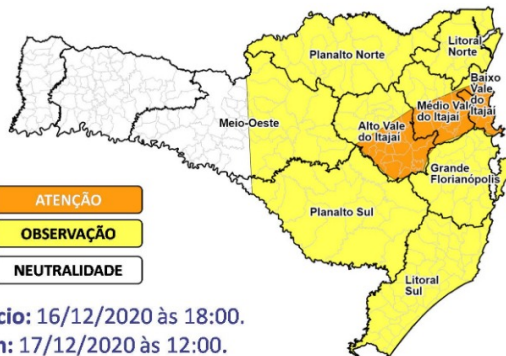 Planalto Norte
Litoral
Norte
Baixo
Vale
do
Itajaí
Médio Vale
do Itajaí
Alto Vale
do Itajaí
Meio-Oeste
Grande
Florianópolis
Planalto Sul
Litoral
Sul
ATENÇÃO
OBSERVAÇÃO
NEUTRALIDADE
cio: 16/12/2020 às 18:00.
n: 17/12/2020 às 12:00.